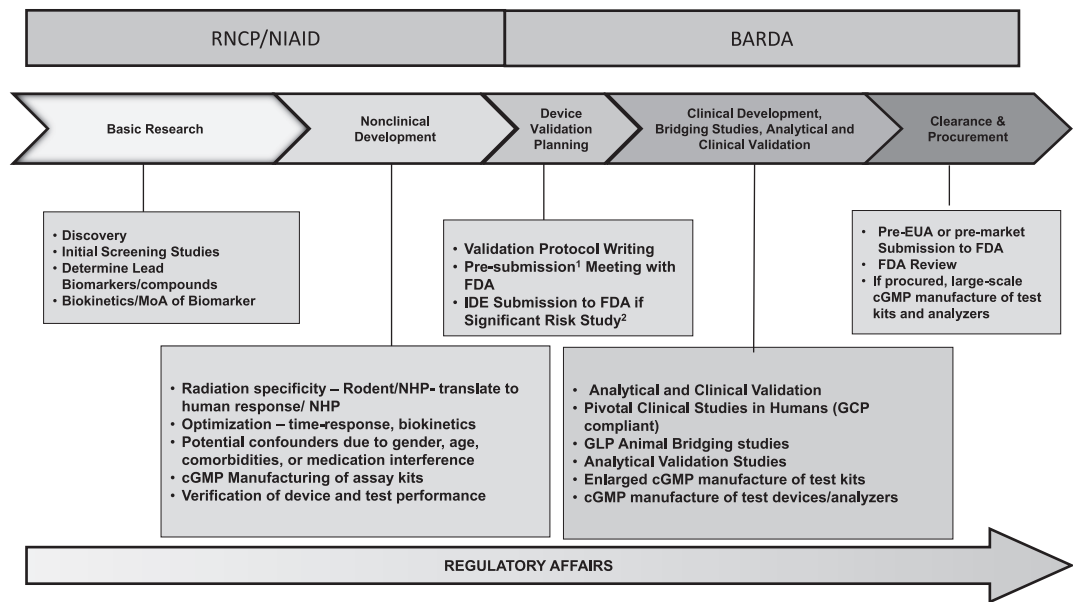 RNCP/NIAID
BARDA
Basic Research
Nonclinical
Development
Device
Validation
Planning
Clinical Development,
Bridging Studies, Analytical and
Clinical Validation
Clearance &
Procurement
• Discovery
• Initial Screening Studies
• Determine Lead
Biomarkers/compounds
• Biokinetics/MoA of Biomarker
• Validation Protocol Writing
• Pre-submission¹ Meeting with
FDA
• IDE Submission to FDA if
Significant Risk Study²
• Pre-EUA or pre-market
Submission to FDA
• FDA Review
• If procured, large-scale
cGMP manufacture of test
kits and analyzers
• Radiation specificity – Rodent/NHP- translate to
human response/ NHP
• Optimization – time-response, biokinetics
• Potential confounders due to gender, age,
comorbidities, or medication interference
• cGMP Manufacturing of assay kits
• Verification of device and test performance
• Analytical and Clinical Validation
• Pivotal Clinical Studies in Humans (GCP
compliant)
• GLP Animal Bridging studies
• Analytical Validation Studies
• Enlarged cGMP manufacture of test kits
• cGMP manufacture of test devices/analyzers
REGULATORY AFFAIRS